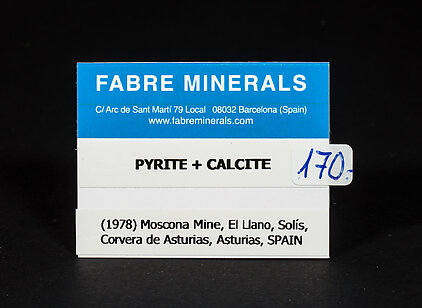 FABRE MINERALS
C/ Arc de Sant Martí 79 Local 08032 Barcelona (Spain)
www.fabreminerals.com
PYRITE + CALCITE
170.-
(1978) Moscona Mine, El Llano, Solís,
Corvera de Asturias, Asturias, SPAIN